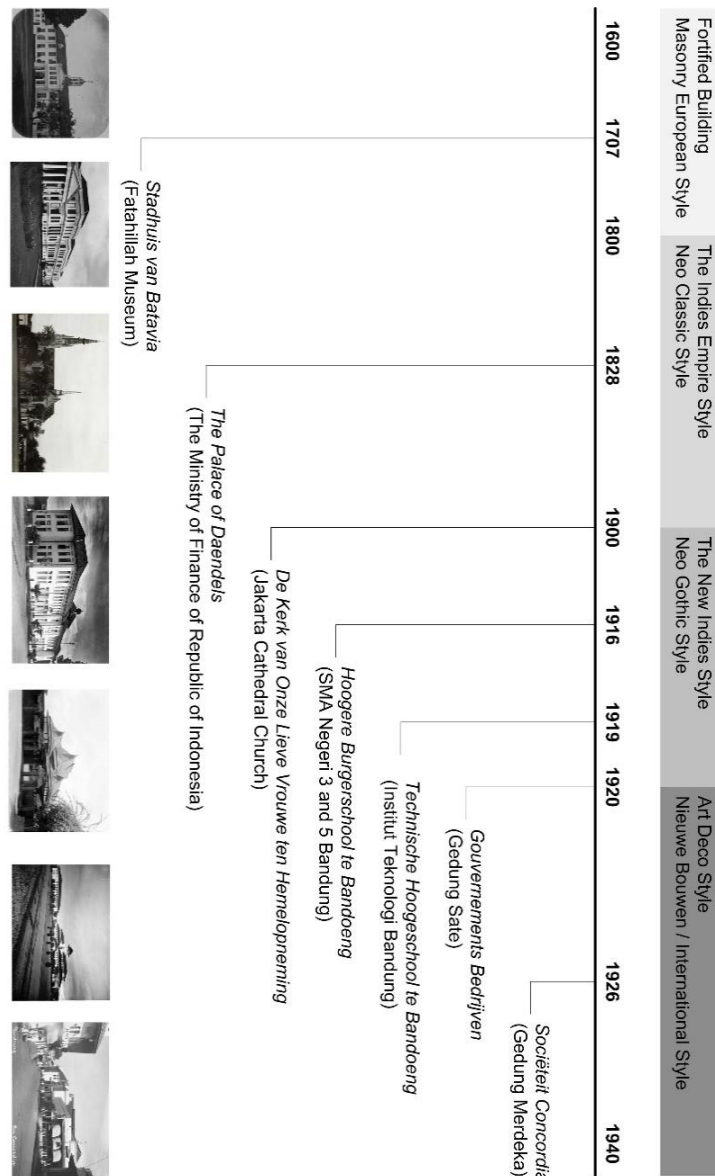 Fortified Building
Masonry European Style
The Indies Empire Style
Neo Classic Style
The New Indies Style
Neo Gothic Style
Art Deco Style
Nieuwe Bouwen / International Style
1600
1707
1800
1828
1900
1916
1919
1920
1926
1940
Stadhuis van Batavia
(Fatahillah Museum)
The Palace of Daendels
(The Ministry of Finance of Republic of Indonesia)
De Kerk van Onze Lieve Vrouwe ten Hemelopneming
(Jakarta Cathedral Church)
Hoogere Burgerschool te Bandoeng
(SMA Negeri 3 and 5 Bandung)
Technische Hoogeschool te Bandoeng
(Institut Teknologi Bandung)
Gouvernements Bedrijven
(Gedung Sate)
Sociëteit Concordia
(Gedung Merdeka)